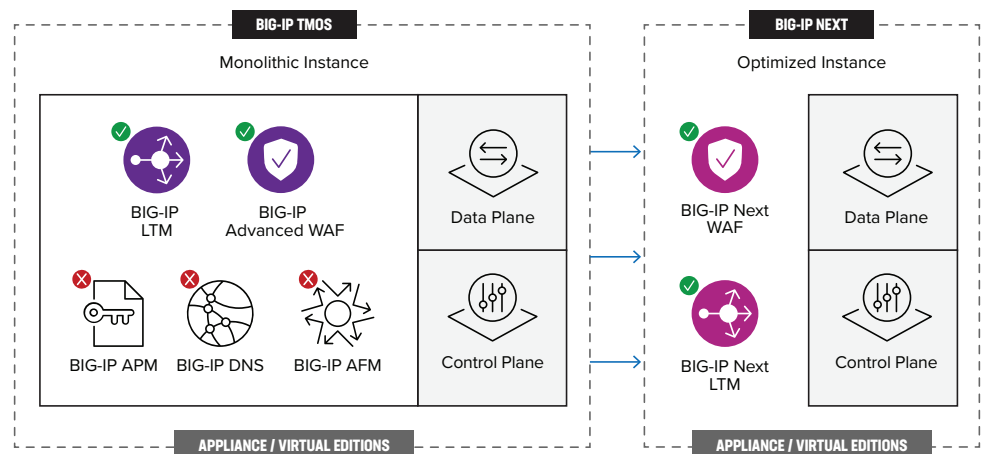 BIG-IP TMOS
Monolithic Instance
BIG-IP
LTM
BIG-IP
Advanced WAF
BIG-IP APM
BIG-IP DNS
BIG-IP AFM
Data Plane
Control Plane
APPLIANCE / VIRTUAL EDITIONS
BIG-IP NEXT
Optimized Instance
BIG-IP Next
WAF
BIG-IP Next
LTM
Data Plane
Control Plane
APPLIANCE / VIRTUAL EDITIONS